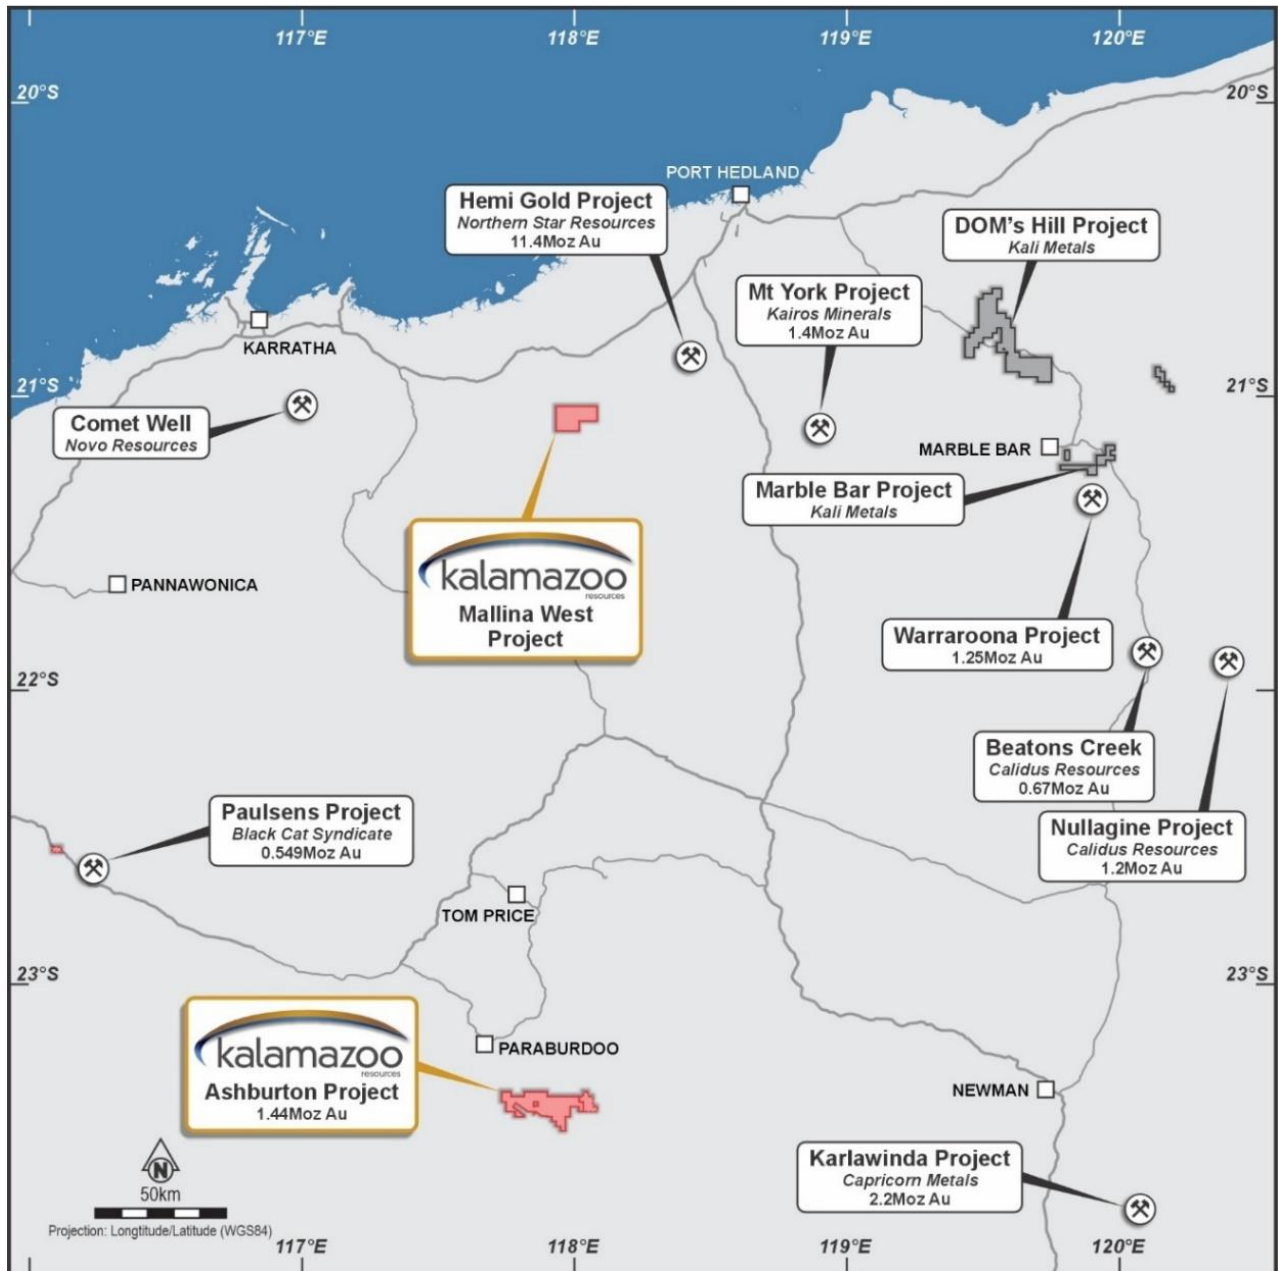 117°E
118°E
119°E
120°E
20°S
20°S
PORT HEDLAND
Hemi Gold Project
Northern Star Resources
11.4Moz Au
DOM's Hill Project
Kali Metals
Mt York Project
Kairos Minerals
1.4Moz Au
KARRATHA
21°S
21°S
Comet Well
Novo Resources
MARBLE BAR
Marble Bar Project
Kali Metals
kalamazoo
resources
Mallina West
Project
PANNAWONICA
Warraroona Project
1.25Moz Au
22°S
Beatons Creek
Calidus Resources
0.67Moz Au
Paulsens Project
Black Cat Syndicate
0.549Moz Au
Nullagine Project
Calidus Resources
1.2Moz Au
TOM PRICE
23°S
23°S
kalamazoo
resources
Ashburton Project
1.44Moz Au
PARABURDOO
NEWMAN
Karlawinda Project
Capricorn Metals
2.2Moz Au
N
50km
Projection: Longtitude/Latitude (WGS84)
117°E
118°E
119°E
120°E